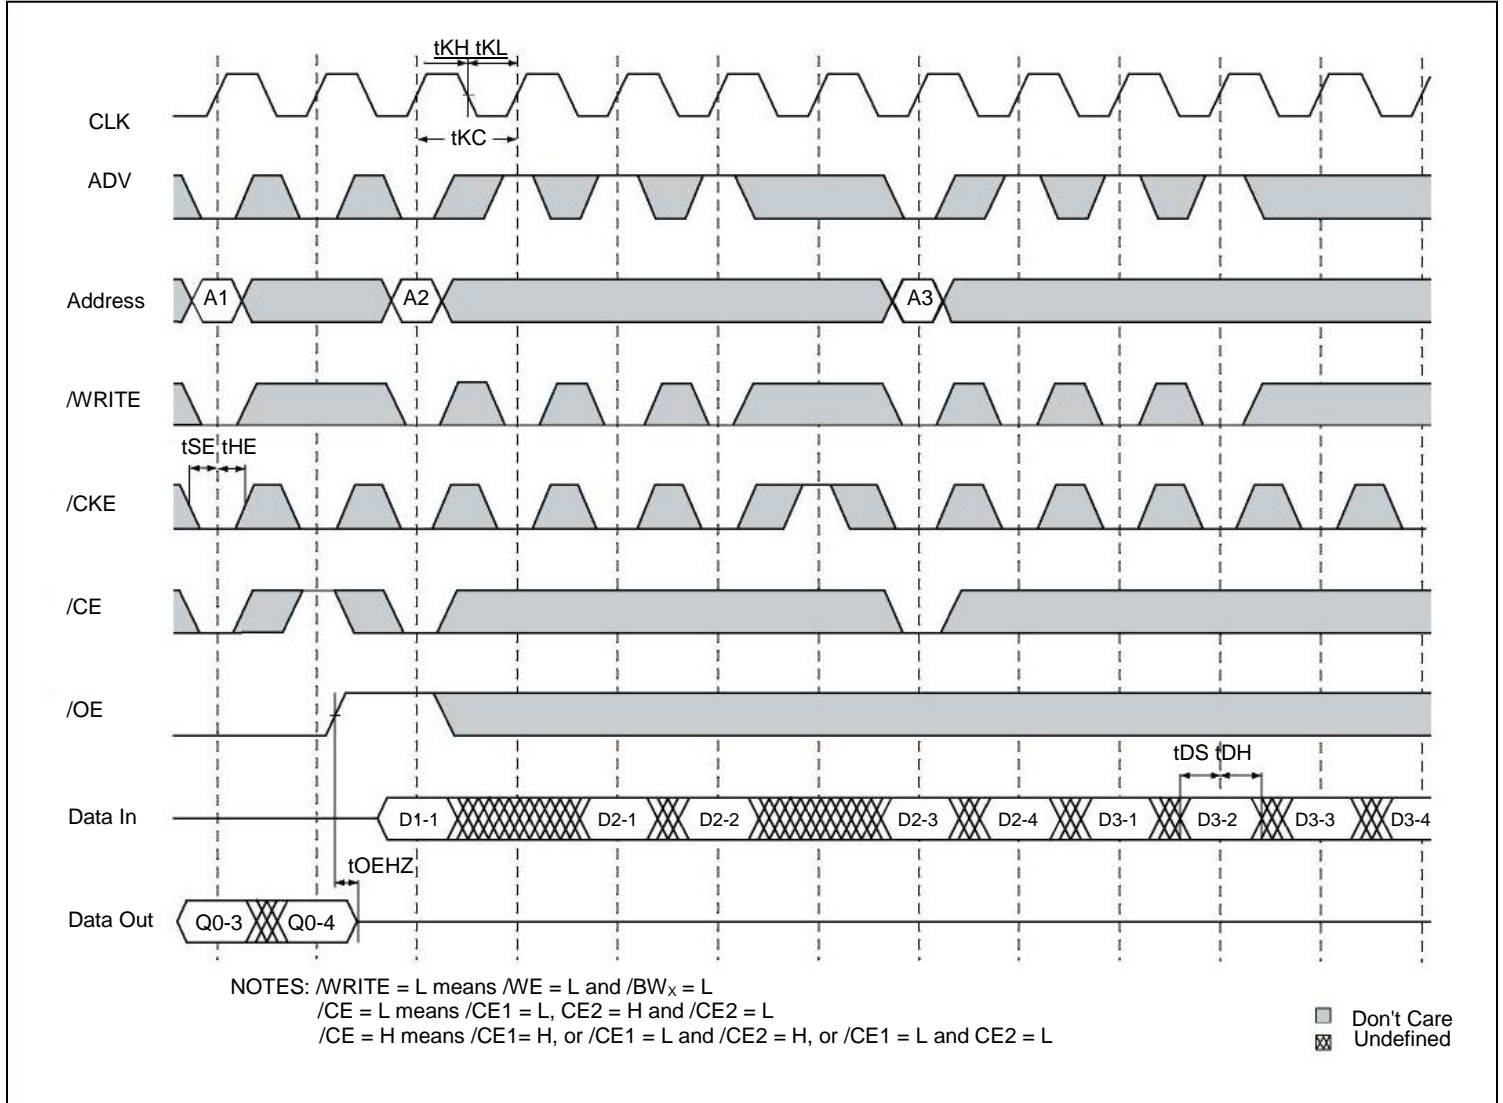 tKH tKL
CLK
tKC
ADV
Address A1 A2 A3
/WRITE
tSE tHE
/CKE
/CE
/OE
tDS tDH
Data In D1-1 D2-1 D2-2 D2-3 D2-4 D3-1 D3-2 D3-3 D3-4
tOEHZ
Data Out Q0-3 Q0-4
NOTES: /WRITE = L means /WE = L and /BWX = L
/CE = L means /CE1 = L, CE2 = H and /CE2 = L
/CE = H means /CE1= H, or /CE1 = L and /CE2 = H, or /CE1 = L and CE2 = L
Don't Care
Undefined